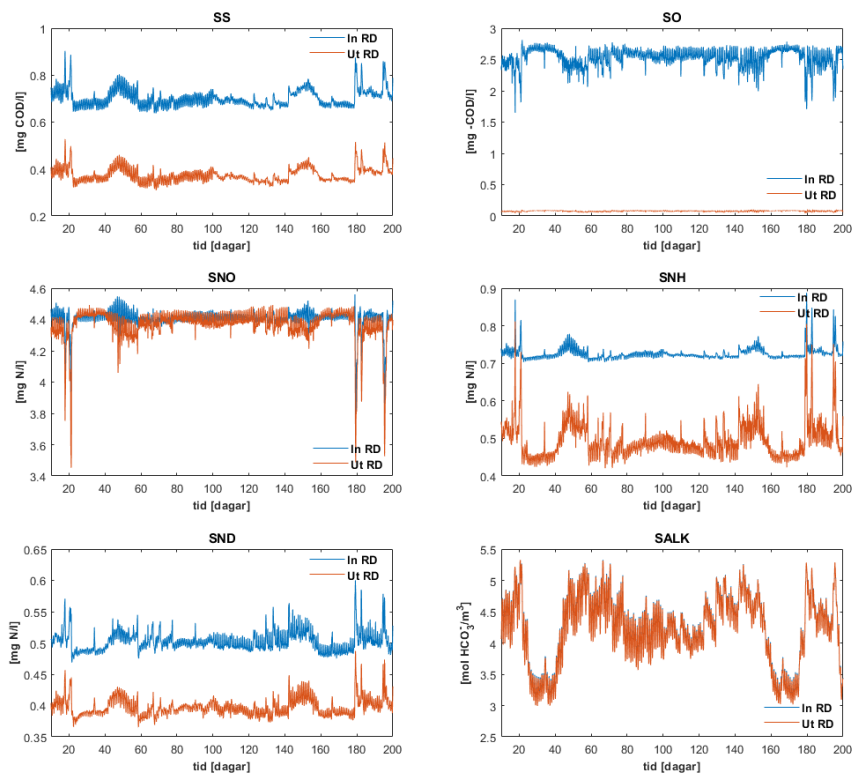 SS
In RD
Ut RD
[mg COD/l]
1
0.8
0.6
0.4
0.2
20 40 60 80 100 120 140 160 180 200
tid [dagar]
SO
[mg -COD/l]
3
2.5
2
1.5
1
0.5
0
In RD
Ut RD
20 40 60 80 100 120 140 160 180 200
tid [dagar]
SNO
[mg N/l]
4.6
4.4
4.2
4
3.8
3.6
3.4
In RD
Ut RD
20 40 60 80 100 120 140 160 180 200
tid [dagar]
SNH
In RD
Ut RD
[mg N/l]
0.9
0.8
0.7
0.6
0.5
0.4
20 40 60 80 100 120 140 160 180 200
tid [dagar]
SND
In RD
Ut RD
[mg N/l]
0.65
0.6
0.55
0.5
0.45
0.4
0.35
20 40 60 80 100 120 140 160 180 200
tid [dagar]
SALK
[mol HCO₃⁻/m³]
5.5
5
4.5
4
3.5
3
2.5
In RD
Ut RD
20 40 60 80 100 120 140 160 180 200
tid [dagar]